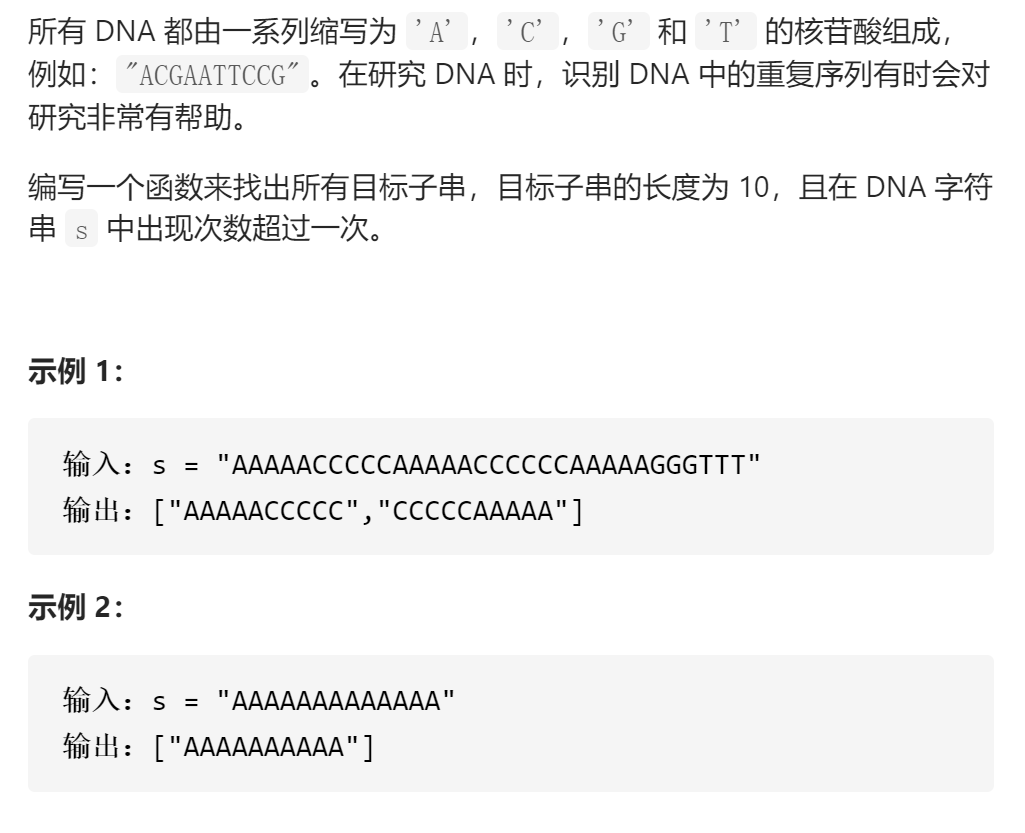 所有 DNA 都由一系列缩写为 'A'，'C'，'G' 和 'T' 的核苷酸组成，
例如："ACGAATTCCG"。在研究 DNA 时，识别 DNA 中的重复序列有时会对
研究非常有帮助。
编写一个函数来找出所有目标子串，目标子串的长度为 10，且在 DNA 字符
串 s 中出现次数超过一次。
示例 1：
输入：s = "AAAAACCCCCAAAAACCCCCCAAAAAGGGTTT"
输出：["AAAAACCCCC","CCCCCAAAAA"]
示例 2：
输入：s = "AAAAAAAAAAAAA"
输出：["AAAAAAAAAA"]